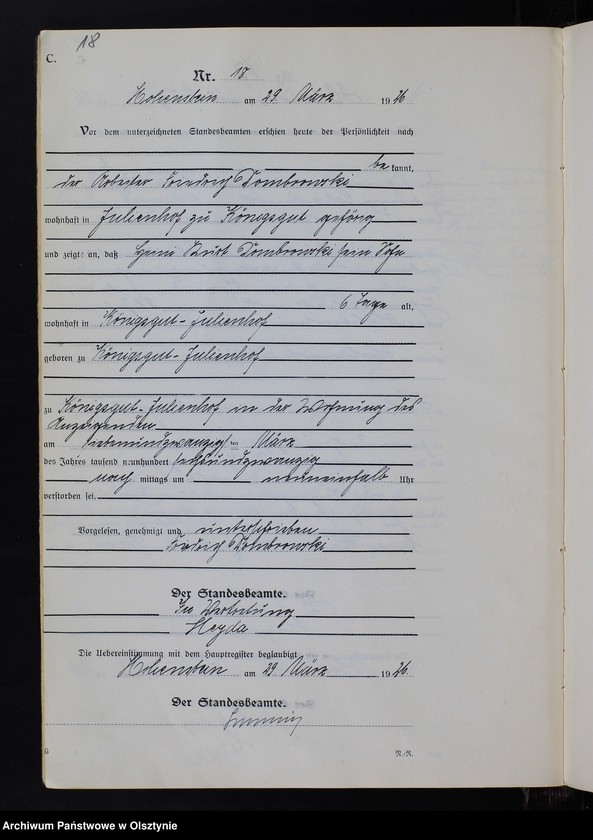 18
C.
Nr. 18
Hohenstein am 29. März 1926
Vor dem unterzeichneten Standesbeamten erschien heute der Persönlichkeit nach
be kannt,
der Arbeiter Friedrich Dombrowski
wohnhaft in Julienhof zu Königsgut gehörig
und zeigte an, daß Heinz Kurt Dombrowski sein Sohn
6 Tage alt,
wohnhaft in Königsgut-Julienhof
geboren zu Königsgut-Julienhof
zu Königsgut-Julienhof in der Wohnung des
Anzeigenden
am siebenundzwanzigsten März
des Jahres tausend neunhundert sechsundzwanzig
nach mittags um neuneinhalb Uhr
verstorben sei.
Vorgelesen, genehmigt und unterschrieben
Friedrich Dombrowski
Der Standesbeamte.
In Vertretung
Heyda
Die Uebereinstimmung mit dem Hauptregister beglaubigt
Hohenstein am 29. März 1926.
Der Standesbeamte.
R.-R.
Archiwum Państwowe w Olsztynie